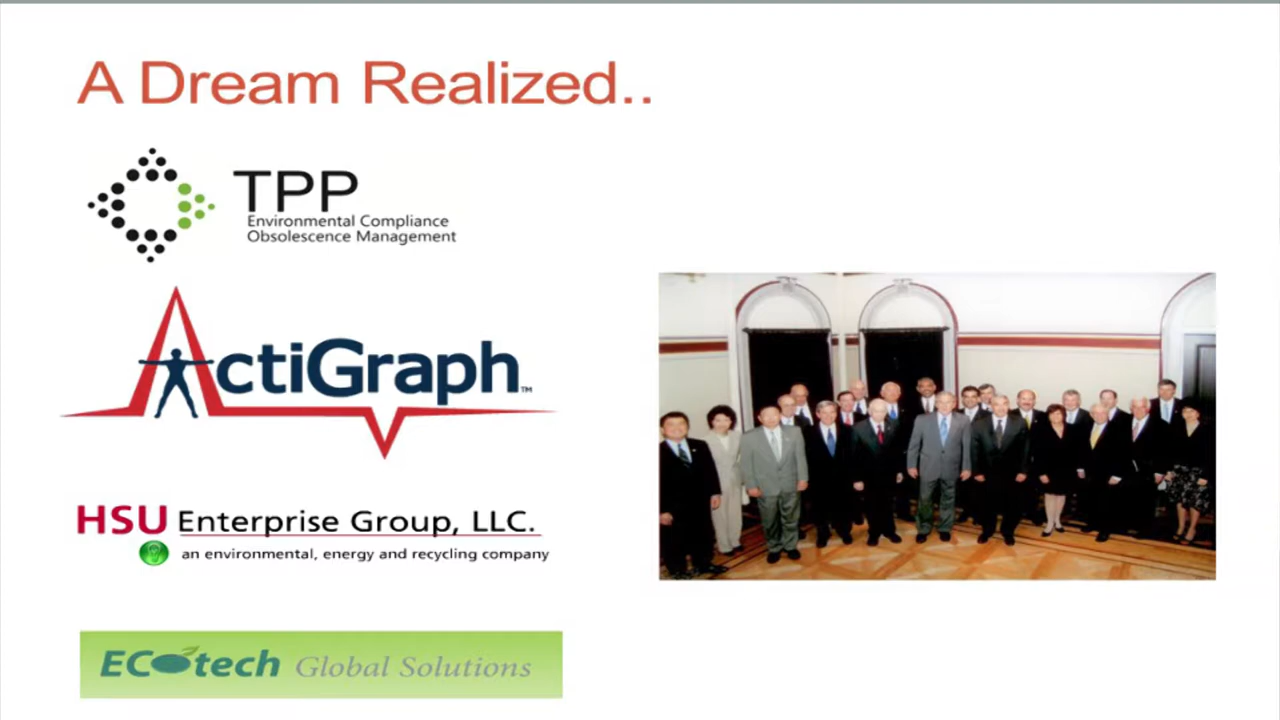 A Dream Realized..
TPP
Environmental Compliance
Obsolescence Management
ActiGraph™
HSU Enterprise Group, LLC.
an environmental, energy and recycling company
ECOtech Global Solutions